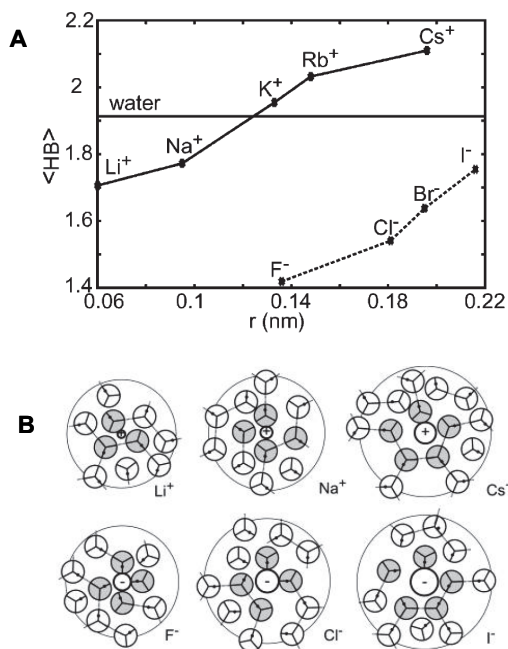 A
2.2
Cs⁺
Rb⁺
2
K⁺
water
<HB>
1.8
Na⁺
Li⁺
I⁻
Br⁻
1.6
Cl⁻
F⁻
1.4
0.06
0.1
0.14
0.18
0.22
r (nm)
B
+
+
+
Li⁺
Na⁺
Cs⁺
-
-
-
F⁻
Cl⁻
I⁻